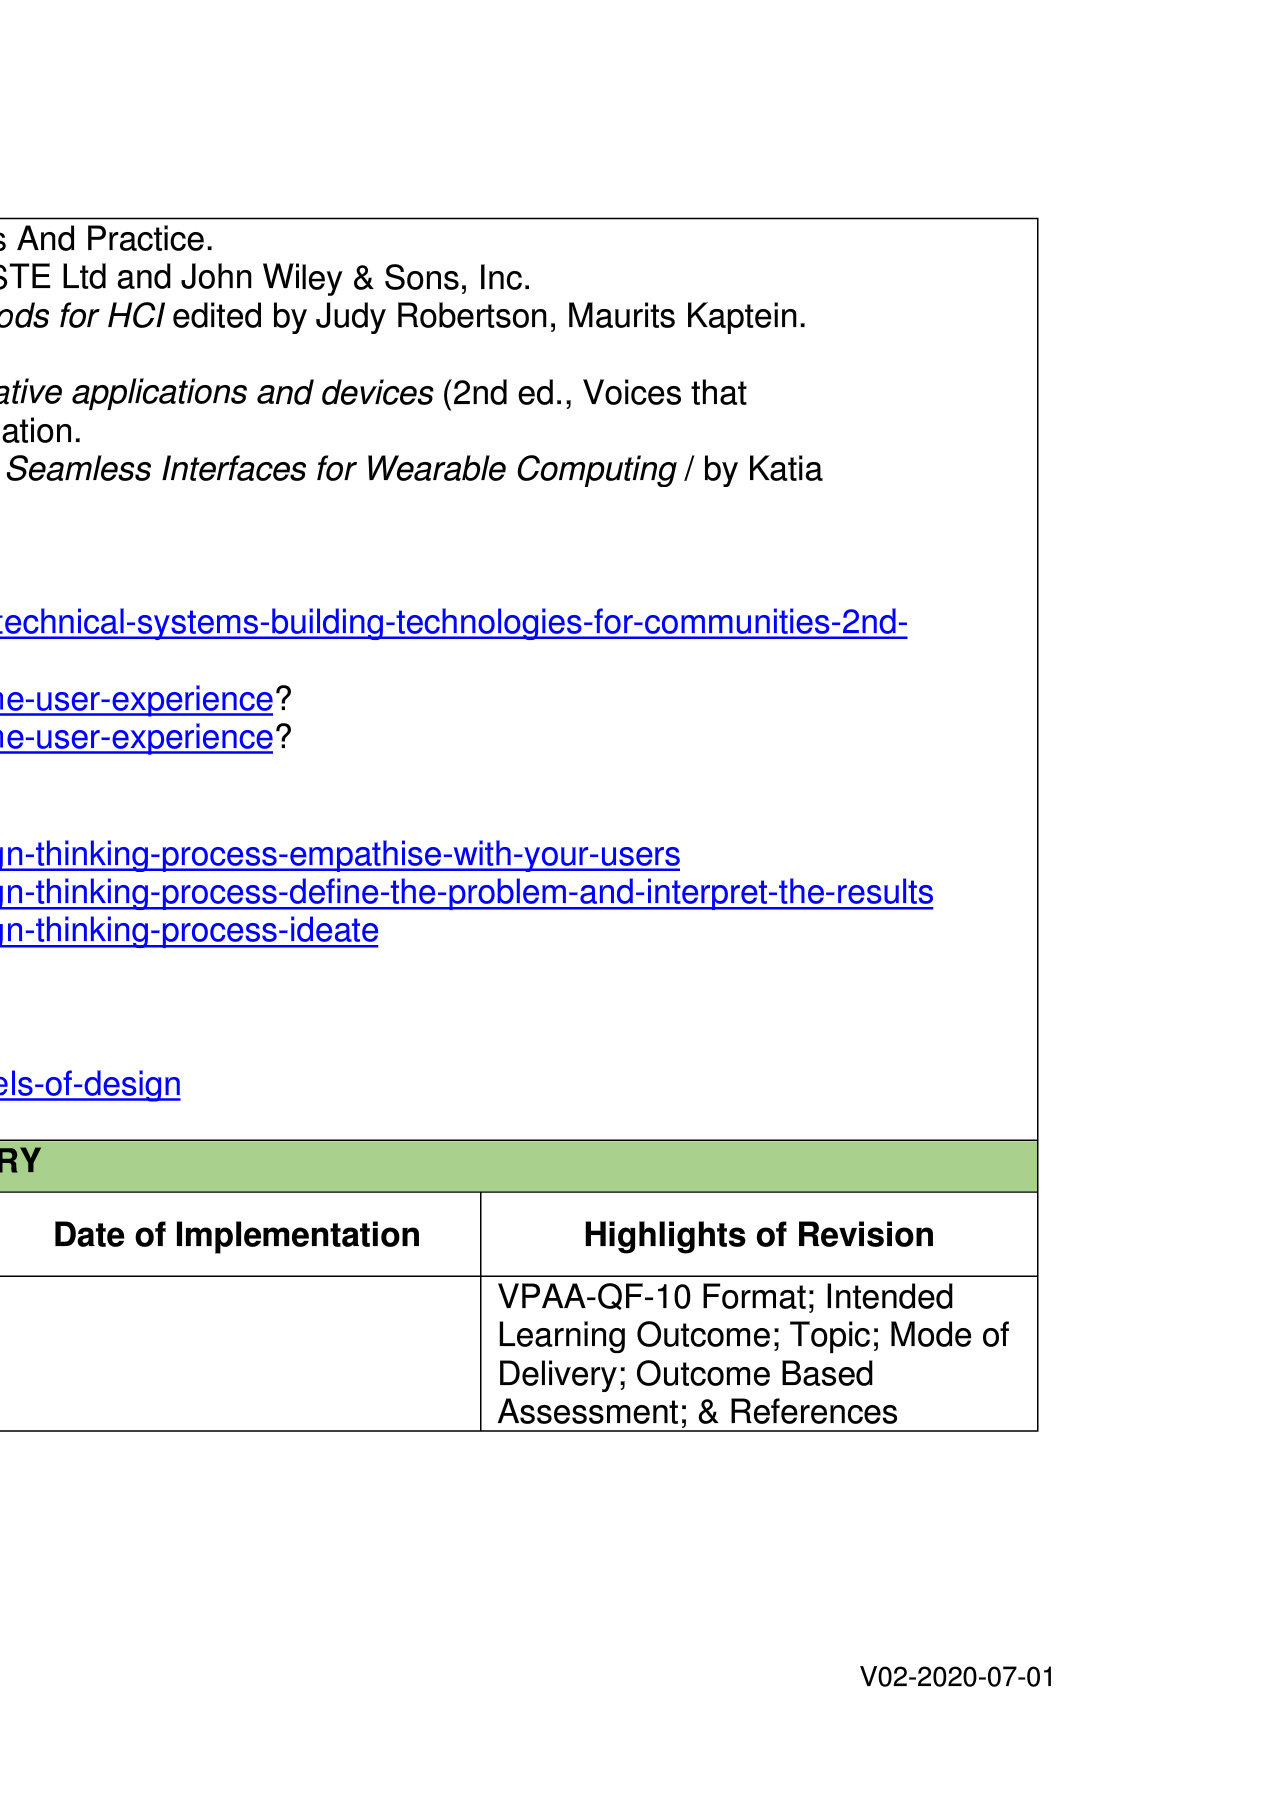 s And Practice.
STE Ltd and John Wiley & Sons, Inc.
ods for HCI edited by Judy Robertson, Maurits Kaptein.
ative applications and devices (2nd ed., Voices that
ation.
Seamless Interfaces for Wearable Computing / by Katia
technical-systems-building-technologies-for-communities-2nd-
ne-user-experience?
ne-user-experience?
gn-thinking-process-empathise-with-your-users
gn-thinking-process-define-the-problem-and-interpret-the-results
gn-thinking-process-ideate
els-of-design
RY
Date of Implementation
Highlights of Revision
VPAA-QF-10 Format; Intended
Learning Outcome; Topic; Mode of
Delivery; Outcome Based
Assessment; & References
V02-2020-07-01